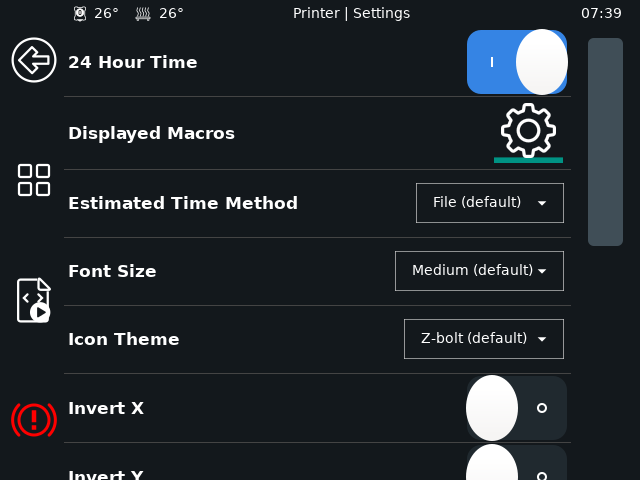 26° 26° Printer | Settings 07:39
24 Hour Time
Displayed Macros
Estimated Time Method File (default)
Font Size Medium (default)
Icon Theme Z-bolt (default)
Invert X
Invert Y